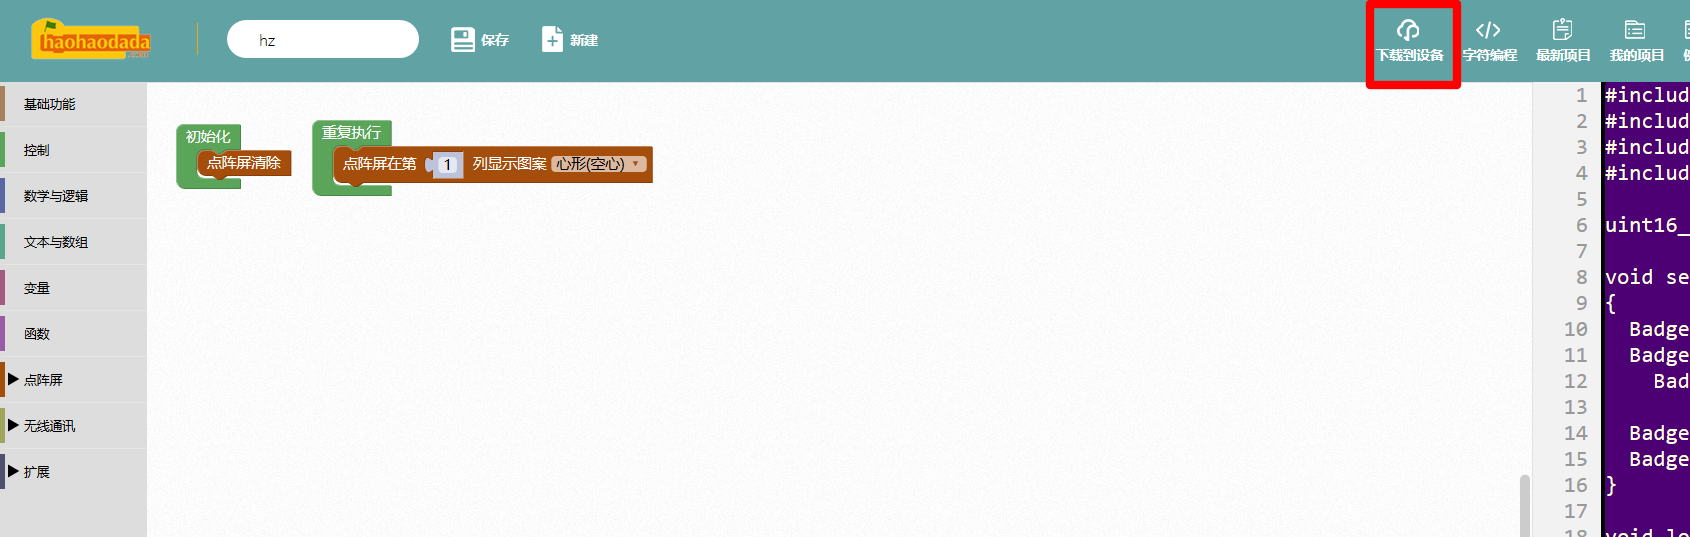 haohaodada
hz
保存
新建
下载到设备
字符编程
最新项目
我的项目
基础功能
控制
数学与逻辑
文本与数组
变量
函数
点阵屏
无线通讯
扩展
初始化
点阵屏清除
重复执行
点阵屏在第 1 列显示图案 心形(空心)
1 #includ
2 #includ
3 #includ
4 #includ
5
6 uint16_
7
8 void se
9 {
10 Badge
11 Badge
12 Bad
13
14 Badge
15 Badge
16 }
17
18 void lo